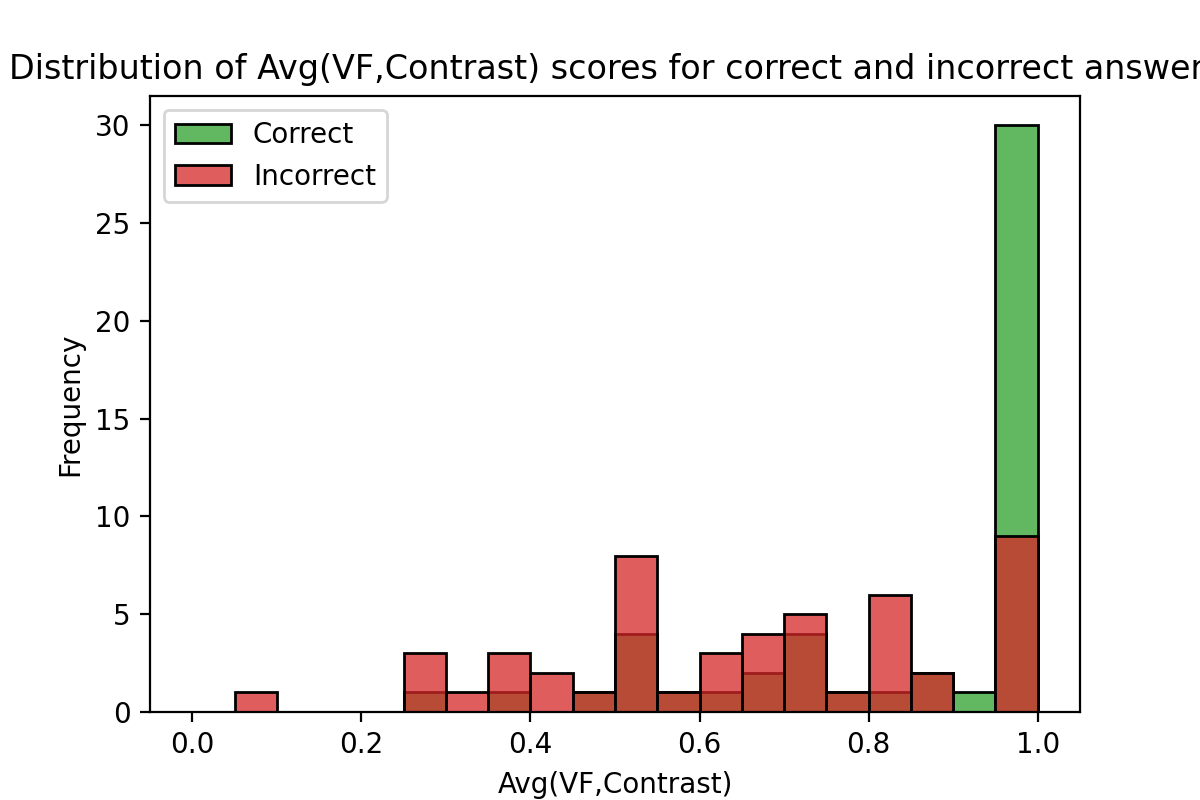 Distribution of Avg(VF,Contrast) scores for correct and incorrect answer
Correct
Incorrect
Frequency
30
25
20
15
10
5
0
0.0 0.2 0.4 0.6 0.8 1.0
Avg(VF,Contrast)